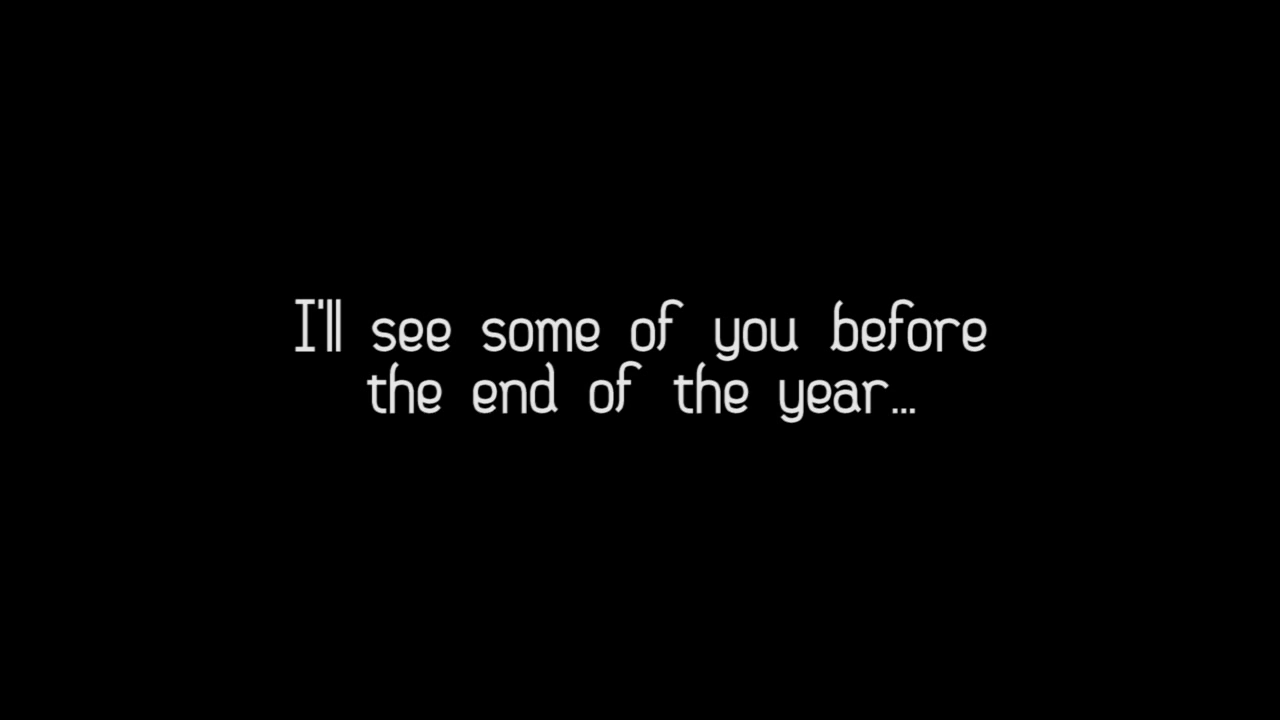 I'll see some of you before
the end of the year...